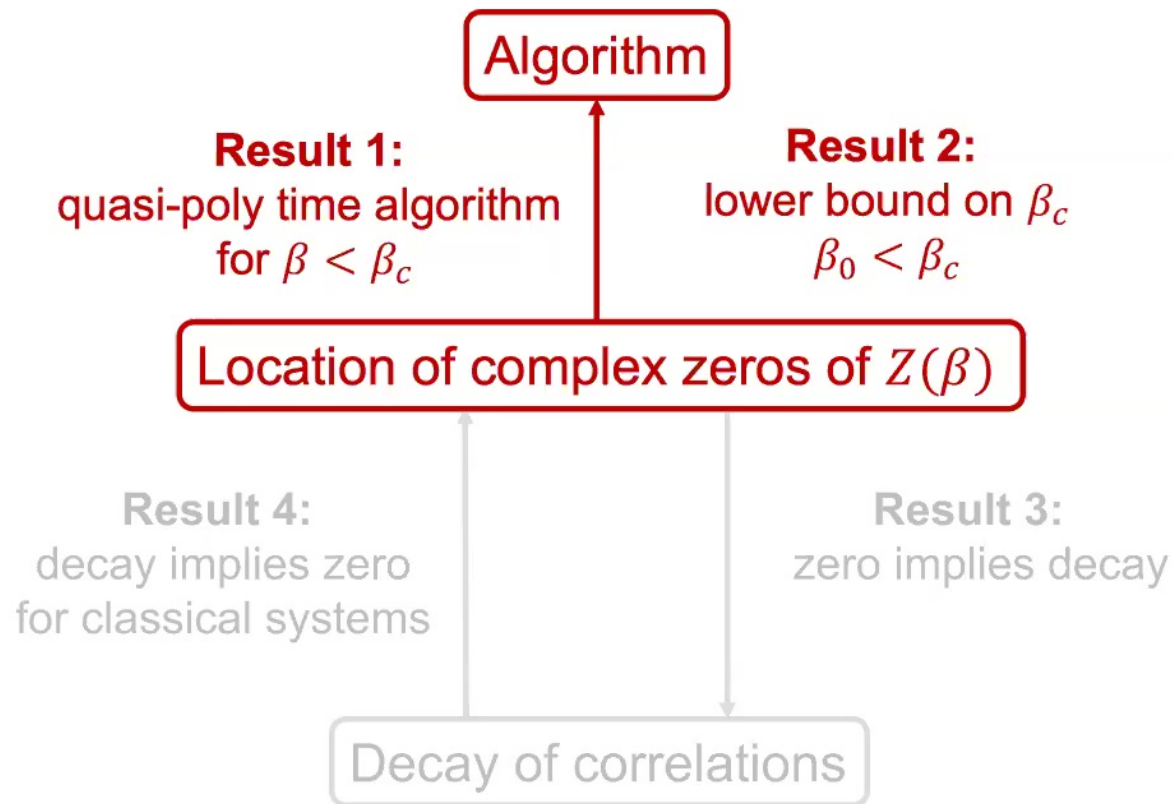 Algorithm
Result 1:
quasi-poly time algorithm
for β < β_c
Result 2:
lower bound on β_c
β_0 < β_c
Location of complex zeros of Z(β)
Result 4:
decay implies zero
for classical systems
Result 3:
zero implies decay
Decay of correlations